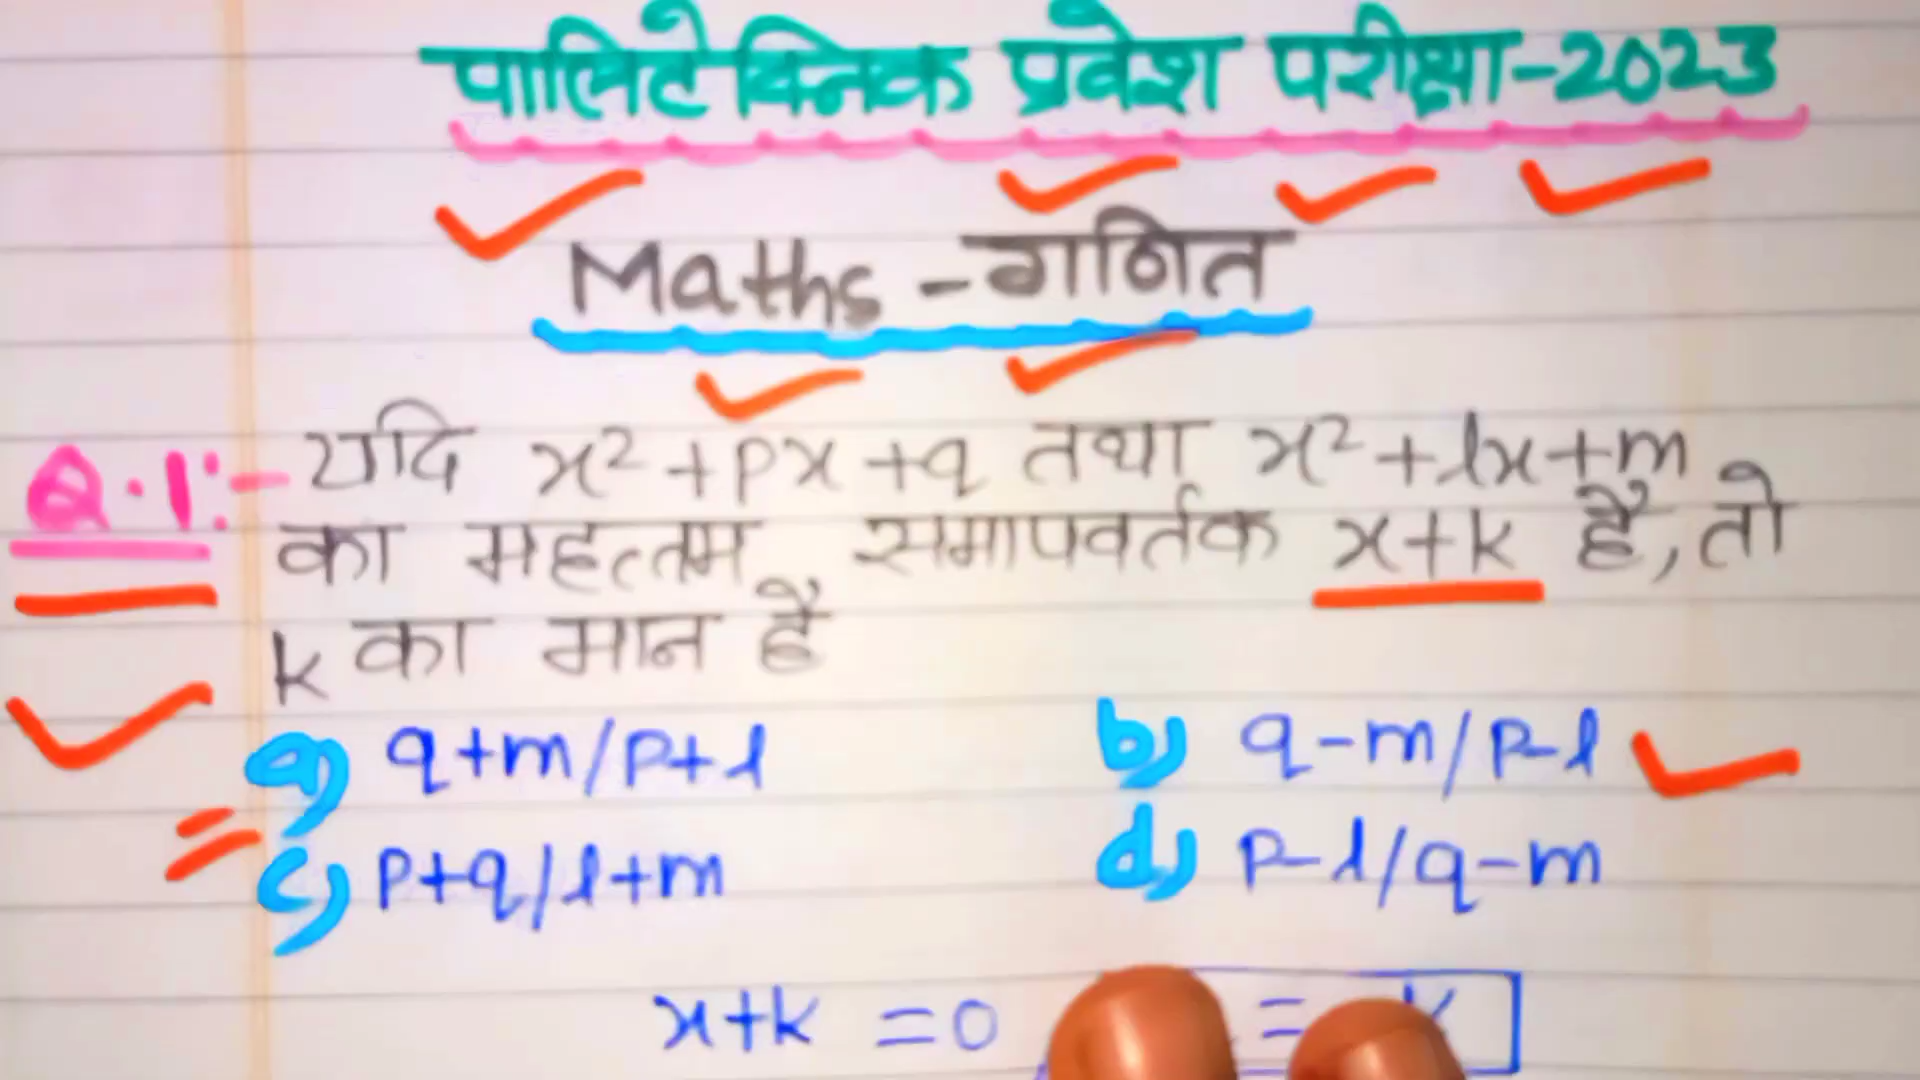 पालिटेक्निक प्रवेश परीक्षा-2023
Maths -गणित
Q.1:- यदि x²+px+q तथा x²+lx+m
का महत्तम समापवर्तक x+k है, तो
k का मान है
a) q+m/p+l
b) q-m/p-l
c) p+q/l+m
d) p-l/q-m
x+k =0
= k